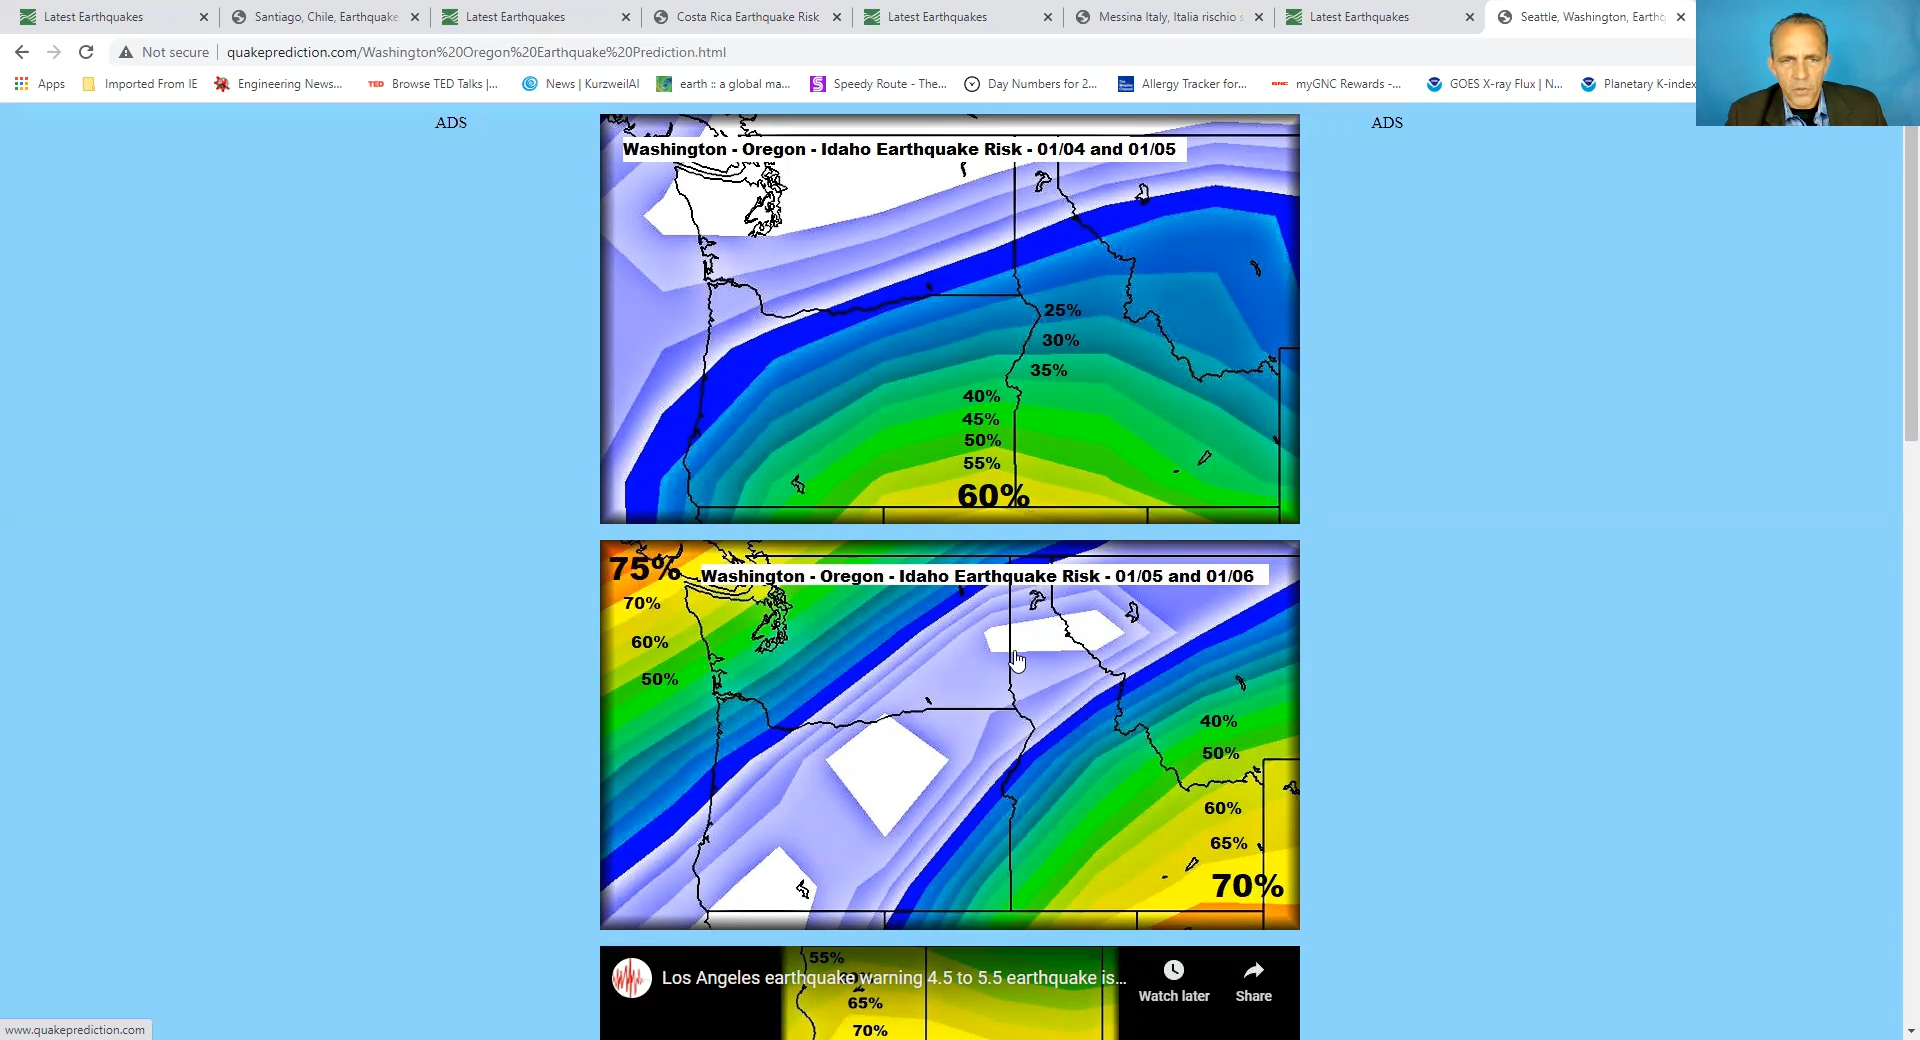 Latest Earthquakes
Santiago, Chile, Earthquake
Latest Earthquakes
Costa Rica Earthquake Risk
Latest Earthquakes
Messina Italy, Italia rischio s
Latest Earthquakes
Seattle, Washington, Earthq
Not secure
quakeprediction.com/Washington%20Oregon%20Earthquake%20Prediction.html
Apps
Imported From IE
Engineering News...
TED
Browse TED Talks |...
News | KurzweilAI
earth :: a global ma...
Speedy Route - The...
Day Numbers for 2...
Allergy Tracker for...
GNC
myGNC Rewards -...
GOES X-ray Flux | N...
Planetary K-index
ADS
ADS
Washington - Oregon - Idaho Earthquake Risk - 01/04 and 01/05
25%
30%
35%
40%
45%
50%
55%
60%
75%
Washington - Oregon - Idaho Earthquake Risk - 01/05 and 01/06
70%
60%
50%
40%
50%
60%
65%
70%
55%
Los Angeles earthquake warning 4.5 to 5.5 earthquake is...
65%
70%
Watch later
Share
www.quakeprediction.com